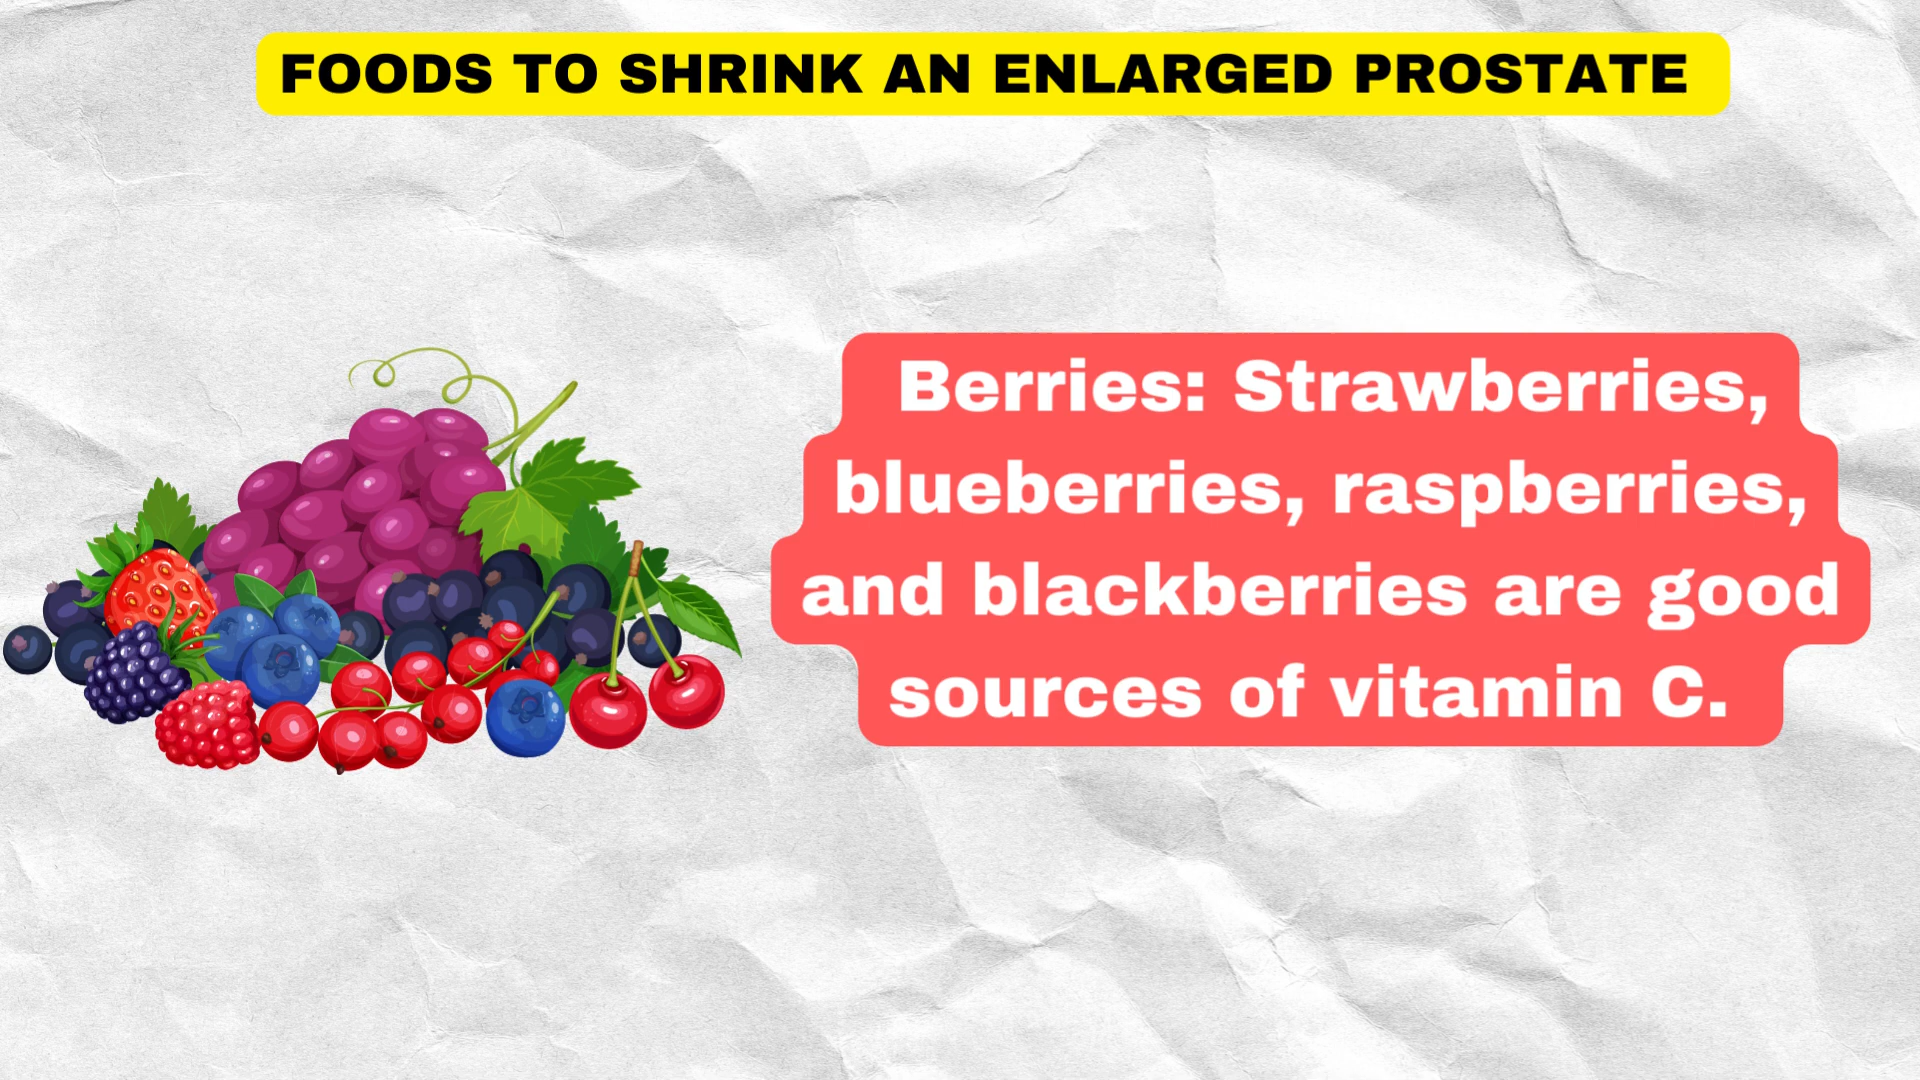 FOODS TO SHRINK AN ENLARGED PROSTATE
Berries: Strawberries,
blueberries, raspberries,
and blackberries are good
sources of vitamin C.